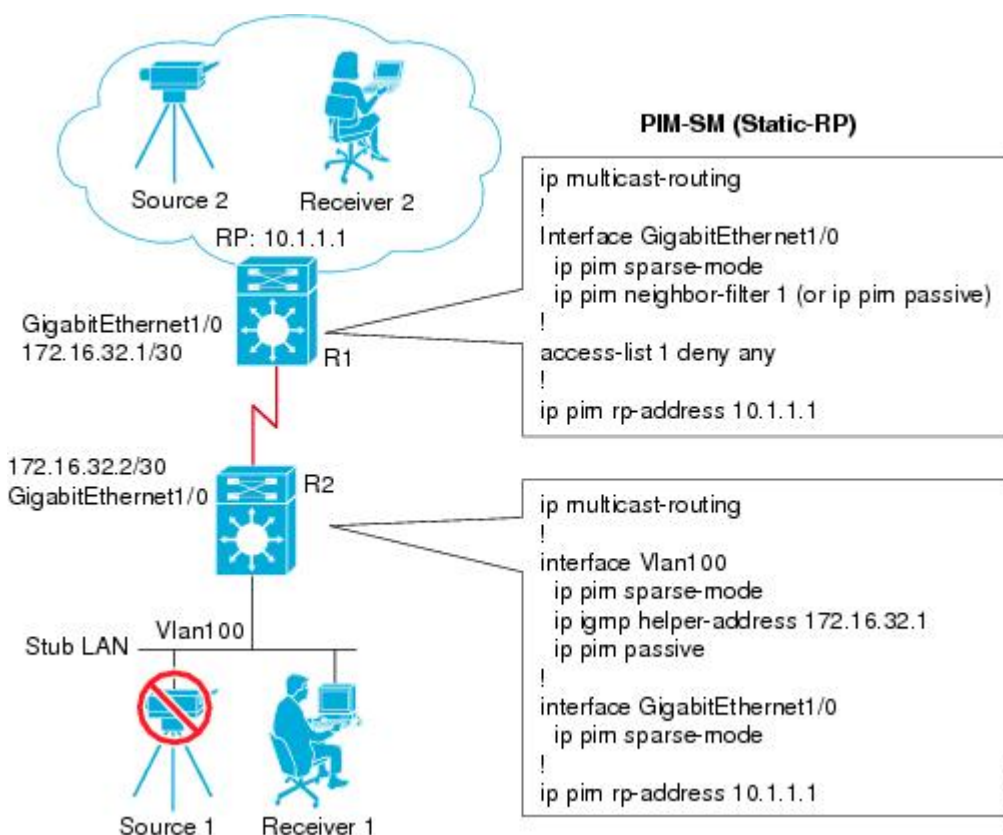 Source 2
Receiver 2
RP: 10.1.1.1
GigabitEthernet1/0
172.16.32.1/30
R1
172.16.32.2/30
GigabitEthernet1/0
R2
Vlan100
Stub LAN
Source 1
Receiver 1
PIM-SM (Static-RP)
ip multicast-routing
!
Interface GigabitEthernet1/0
ip pim sparse-mode
ip pim neighbor-filter 1 (or ip pim passive)
!
access-list 1 deny any
!
ip pim rp-address 10.1.1.1
ip multicast-routing
!
interface Vlan100
ip pim sparse-mode
ip igmp helper-address 172.16.32.1
ip pim passive
!
interface GigabitEthernet1/0
ip pim sparse-mode
!
ip pim rp-address 10.1.1.1